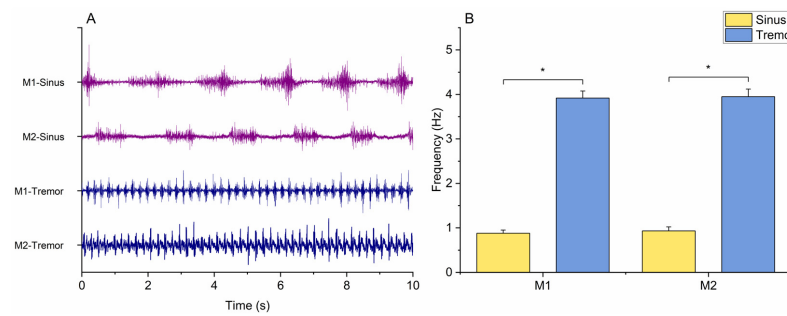 A
M1-Sinus
M2-Sinus
M1-Tremor
M2-Tremor
0 2 4 6 8 10
Time (s)
B
Sinus
Tremo
Frequency (Hz)
5
4
3
2
1
0
*
*
M1 M2